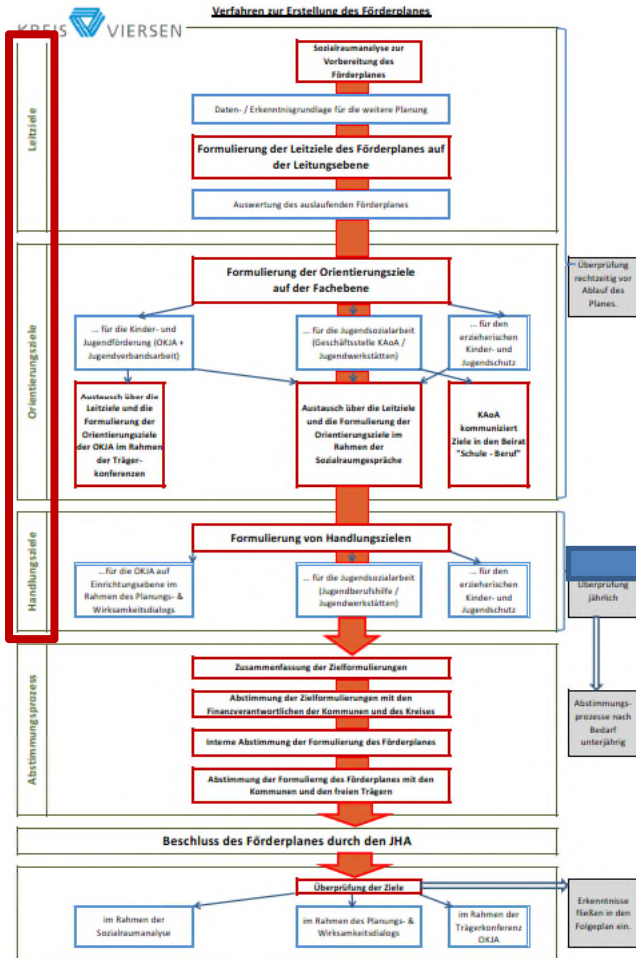 Verfahren zur Erstellung des Förderplanes
KREIS VIERSEN
Leitziele
Sozialraumanalyse zur
Vorbereitung des
Förderplanes
Daten- / Erkenntnisgrundlage für die weitere Planung
Formulierung der Leitziele des Förderplanes auf
der Leitungsebene
Auswertung des auslaufenden Förderplanes
Orientierungsziele
Formulierung der Orientierungsziele
auf der Fachebene
... für die Kinder- und
Jugendförderung (OKJA +
Jugendverbandsarbeit)
... für die Jugendsozialarbeit
(Geschäftsstelle KAoA /
Jugendwerkstätten)
... für den
erzieherischen
Kinder- und
Jugendschutz
Austausch über die
Leitziele und die
Formulierung der
Orientierungsziele
der OKJA im Rahmen
der Träger-
konferenzen
Austausch über die Leitziele
und die Formulierung der
Orientierungsziele im
Rahmen der
Sozialraumgespräche
KAoA
kommuniziert
Ziele in den Beirat
"Schule - Beruf"
Überprüfung
rechtzeitig vor
Ablauf des
Planes.
Handlungsziele
Formulierung von Handlungszielen
...für die OKJA auf
Einrichtungsebene im
Rahmen des Planungs- &
Wirksamkeitsdialogs
... für die Jugendsozialarbeit
(Jugendberufshilfe /
Jugendwerkstätten)
... für den
erzieherischen
Kinder- und
Jugendschutz
Überprüfung
jährlich
Abstimmungsprozess
Zusammenfassung der Zielformulierungen
Abstimmung der Zielformulierungen mit den
Finanzverantwortlichen der Kommunen und des Kreises
Interne Abstimmung der Formulierung des Förderplanes
Abstimmung der Formulierng des Förderplanes mit den
Kommunen und den freien Trägern
Abstimmungs-
prozesse nach
Bedarf
unterjährig
Beschluss des Förderplanes durch den JHA
Überprüfung der Ziele
im Rahmen der
Sozialraumanalyse
im Rahmen des Planungs- &
Wirksamkeitsdialogs
im Rahmen der
Trägerkonferenz
OKJA
Erkenntnisse
fließen in den
Folgeplan ein.